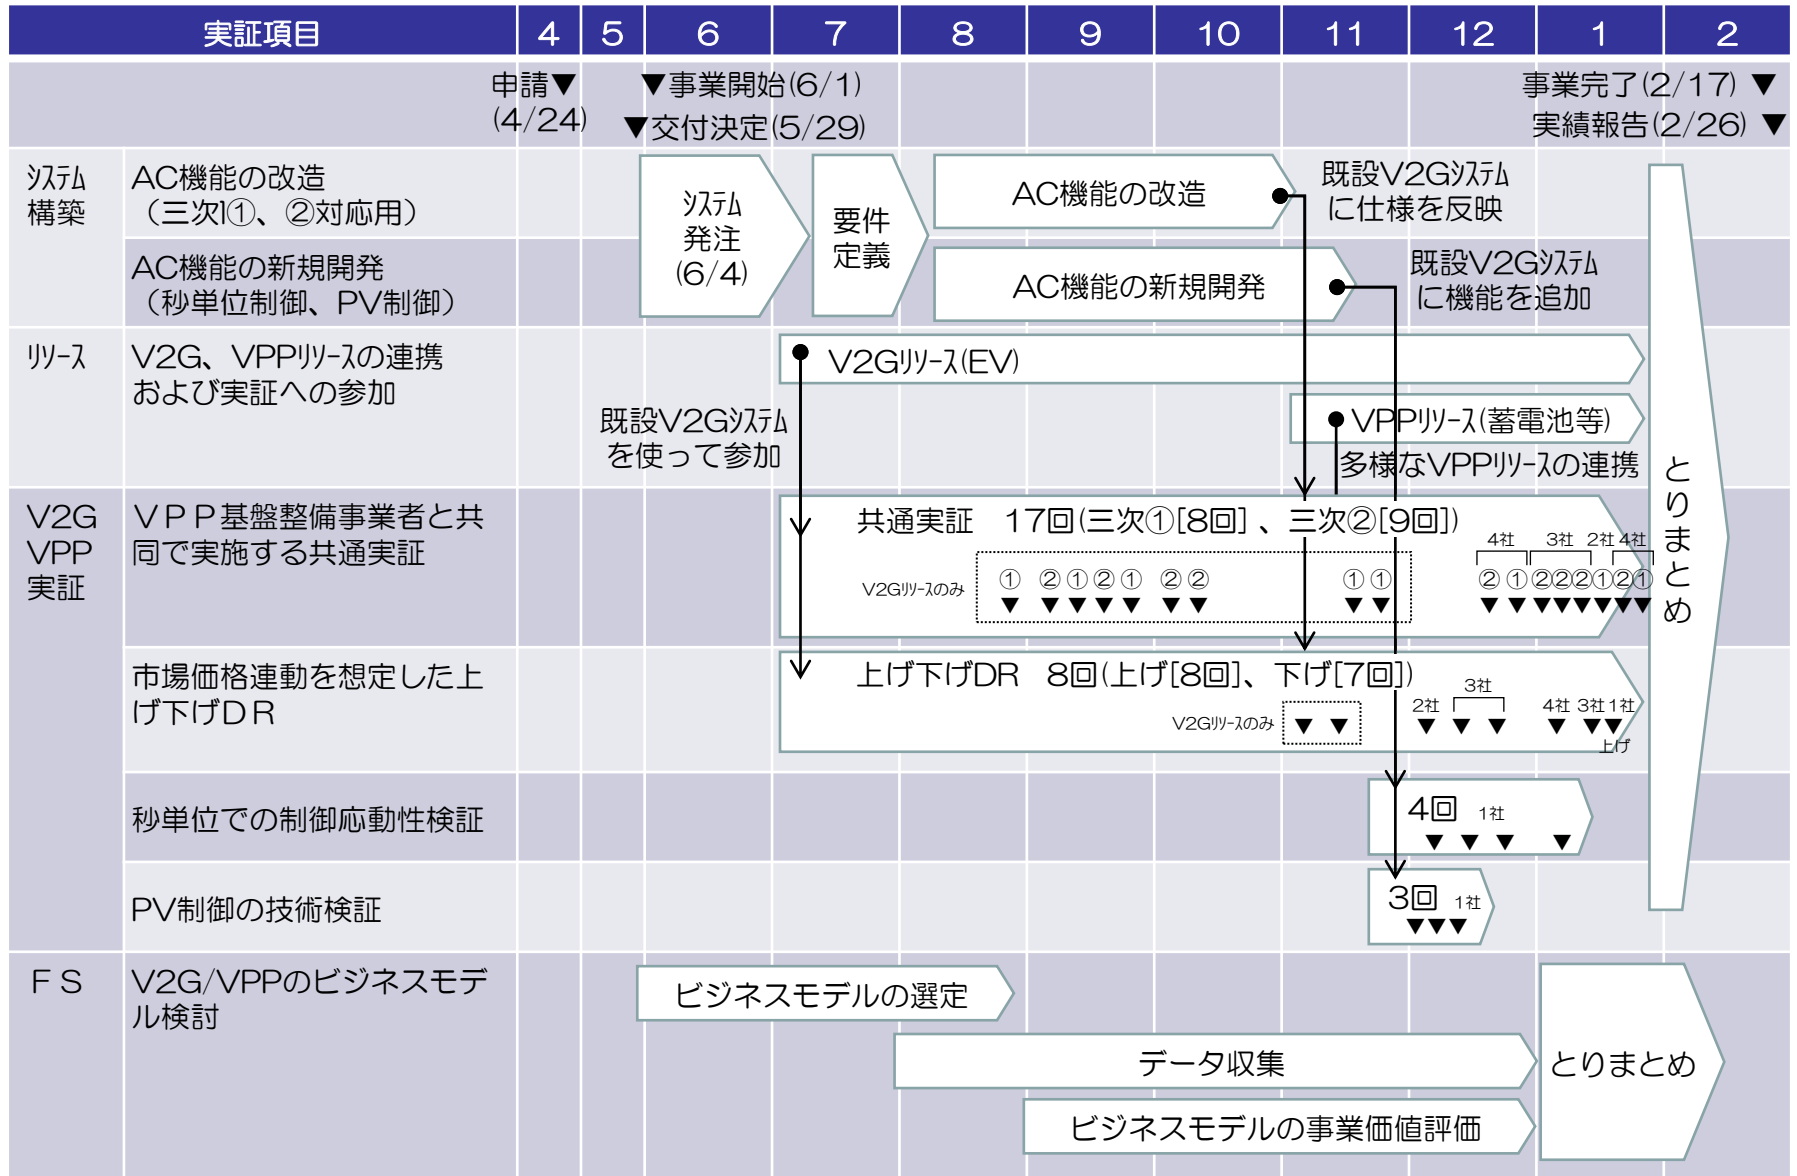 実証項目 4 5 6 7 8 9 10 11 12 1 2
申請▼
(4/24)
▼事業開始(6/1)
▼交付決定(5/29)
事業完了(2/17) ▼
実績報告(2/26) ▼
ｼｽﾃﾑ
構築
AC機能の改造
（三次①、②対応用）
AC機能の新規開発
（秒単位制御、PV制御）
ｼｽﾃﾑ
発注
(6/4)
要件
定義
AC機能の改造
既設V2Gｼｽﾃﾑ
に仕様を反映
AC機能の新規開発
既設V2Gｼｽﾃﾑ
に機能を追加
ﾘｿｰｽ
V2G、VPPﾘｿｰｽの連携
および実証への参加
V2Gﾘｿｰｽ(EV)
既設V2Gｼｽﾃﾑ
を使って参加
VPPﾘｿｰｽ(蓄電池等)
多様なVPPﾘｿｰｽの連携
とりまとめ
V2G
VPP
実証
ＶＰＰ基盤整備事業者と共
同で実施する共通実証
共通実証　17回(三次①[8回] 、三次②[9回])
4社 3社 2社 4社
V2Gﾘｿｰｽのみ
① ② ① ② ① ② ② ① ① ② ① ② ② ② ① ② ①
▼ ▼ ▼ ▼ ▼ ▼ ▼ ▼ ▼ ▼ ▼ ▼ ▼ ▼ ▼ ▼ ▼
市場価格連動を想定した上
げ下げＤＲ
上げ下げDR　8回(上げ[8回]、下げ[7回])
3社
2社 4社 3社 1社
V2Gﾘｿｰｽのみ ▼ ▼ ▼ ▼ ▼ ▼ ▼ ▼
上げ
秒単位での制御応動性検証
4回 1社
▼ ▼ ▼ ▼
PV制御の技術検証
3回 1社
▼▼▼
ＦＳ
V2G/VPPのビジネスモデ
ル検討
ビジネスモデルの選定
データ収集
ビジネスモデルの事業価値評価
とりまとめ